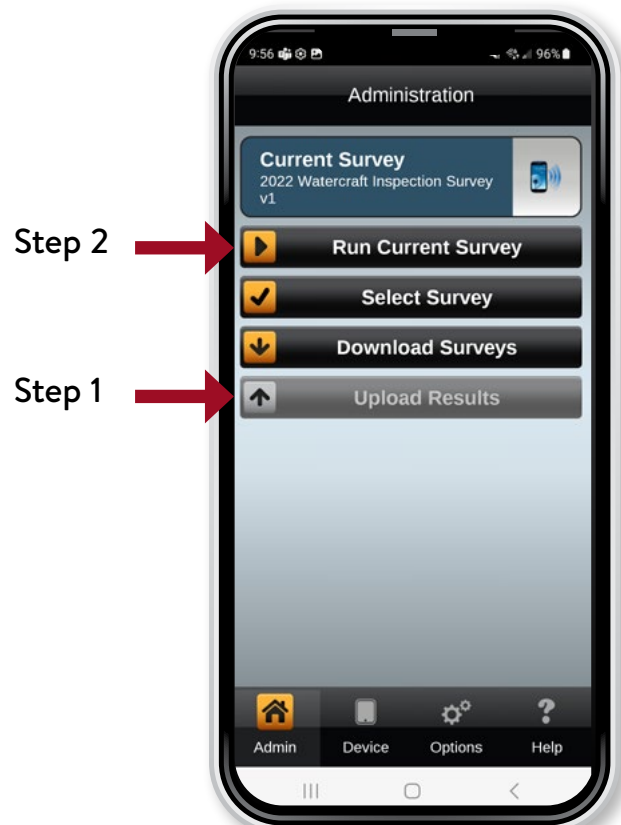 9:56 96%
Administration
Current Survey
2022 Watercraft Inspection Survey
v1
Step 2
Run Current Survey
Select Survey
Download Surveys
Step 1
Upload Results
Admin Device Options Help